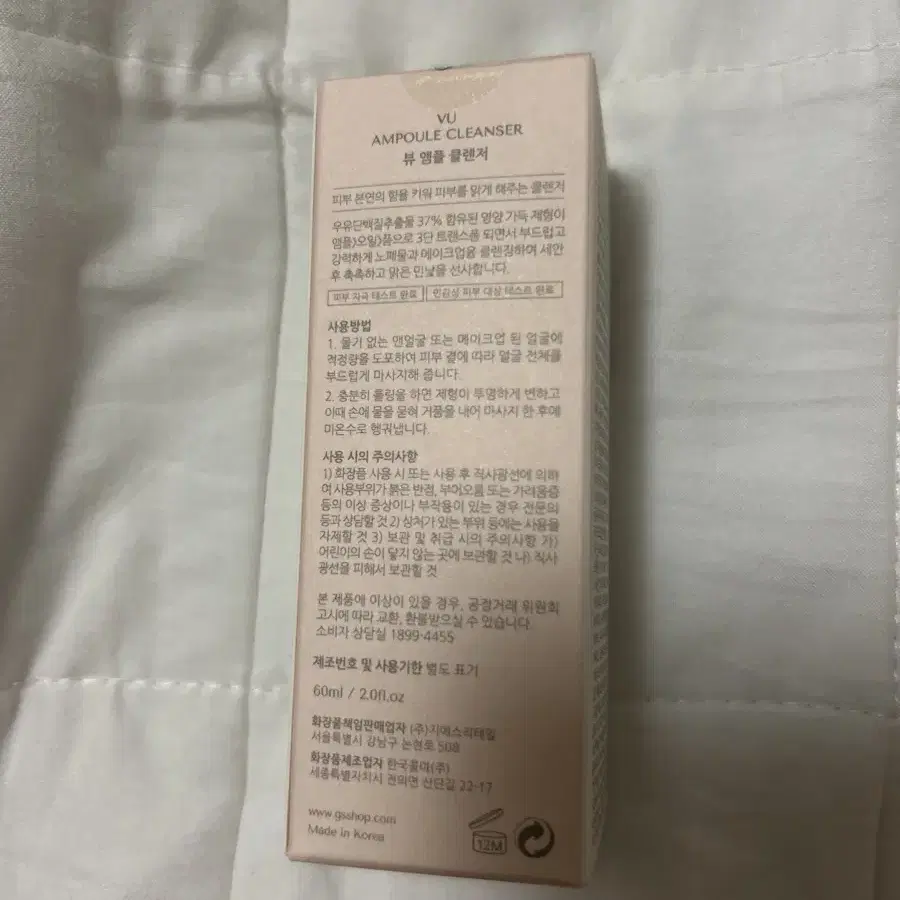 VU
AMPOULE CLEANSER
뷰 앰플 클렌저
피부 본연의 힘을 키워 피부를 맑게 해주는 클렌저
우유단백질추출물 37% 함유된 영양 가득 제형이
앰플》오일》폼으로 3단 트랜스폼 되면서 부드럽고
강력하게 노폐물과 메이크업을 클렌징하여 세안
후 촉촉하고 맑은 민낯을 선사합니다.
피부 자극 테스트 완료
민감성 피부 대상 테스트 완료
사용방법
1. 물기 없는 맨얼굴 또는 메이크업 된 얼굴에
적정량을 도포하여 피부 결에 따라 얼굴 전체를
부드럽게 마사지해 줍니다.
2. 충분히 롤링을 하면 제형이 투명하게 변하고
이때 손에 물을 묻혀 거품을 내어 마사지 한 후에
미온수로 헹궈냅니다.
사용 시의 주의사항
1) 화장품 사용 시 또는 사용 후 직사광선에 의하
여 사용부위가 붉은 반점, 부어오름 또는 가려움증
등의 이상 증상이나 부작용이 있는 경우 전문의
등과 상담할 것 2) 상처가 있는 부위 등에는 사용을
자제할 것 3) 보관 및 취급 시의 주의사항 가)
어린이의 손이 닿지 않는 곳에 보관할 것 나) 직사
광선을 피해서 보관할 것
본 제품에 이상이 있을 경우, 공정거래 위원회
고시에 따라 교환, 환불받으실 수 있습니다.
소비자 상담실 1899-4455
제조번호 및 사용기한 별도 표기
60ml / 2.0fl.oz
화장품책임판매업자 (주)지에스리테일
서울특별시 강남구 논현로 508
화장품제조업자 한국콜마(주)
세종특별자치시 전의면 산단길 22-17
www.gsshop.com
Made in Korea
12M